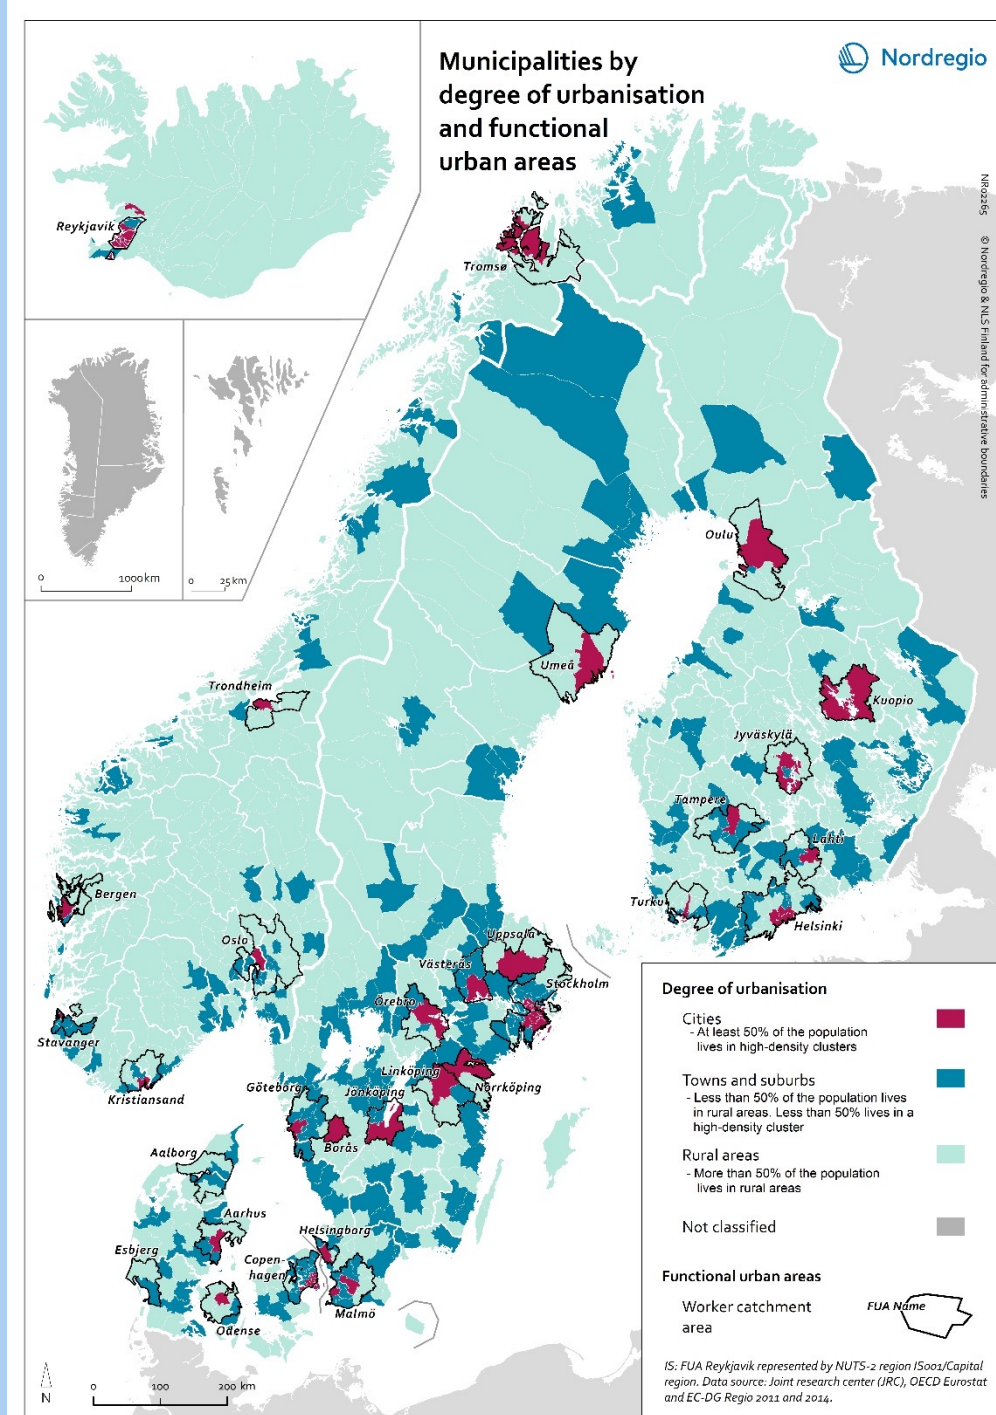 Municipalities by
degree of urbanisation
and functional
urban areas
Nordregio
NR02265 © Nordregio & NLS Finland for administrative boundaries
Reykjavik
0 1000 km
0 25 km
Tromsø
Oulu
Umeå
Trondheim
Kuopio
Jyväskylä
Tampere
Lahti
Bergen
Turku
Helsinki
Oslo
Uppsala
Västerås
Stockholm
Örebro
Stavanger
Linköping
Norrköping
Kristiansand
Göteborg
Jönköping
Borås
Aalborg
Aarhus
Helsingborg
Esbjerg
Copen-
hagen
Malmö
Odense
N
0 100 200 km
Degree of urbanisation
Cities
- At least 50% of the population
lives in high-density clusters
Towns and suburbs
- Less than 50% of the population lives
in rural areas. Less than 50% lives in a
high-density cluster
Rural areas
- More than 50% of the population
lives in rural areas
Not classified
Functional urban areas
Worker catchment
area
FUA Name
IS: FUA Reykjavik represented by NUTS-2 region IS001/Capital
region. Data source: Joint research center (JRC), OECD Eurostat
and EC-DG Regio 2011 and 2014.